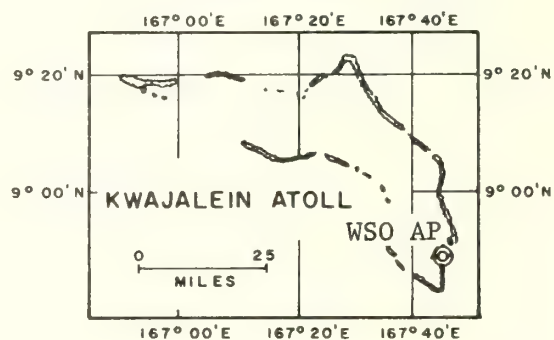 167° 00' E 167° 20' E 167° 40' E
9° 20' N 9° 20' N
9° 00' N 9° 00' N
KWAJALEIN ATOLL
WSO AP
0 25
MILES
167° 00' E 167° 20' E 167° 40' E